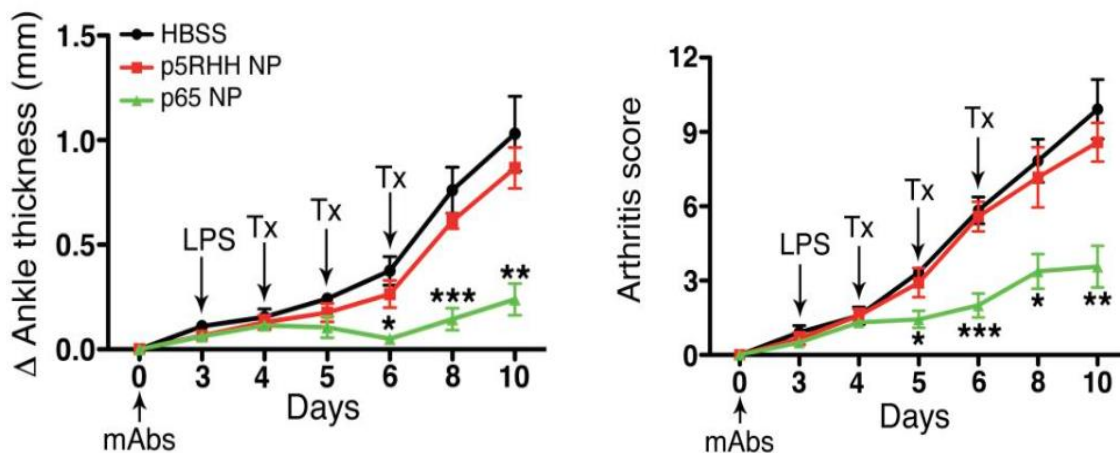 Δ Ankle thickness (mm)
1.5
1.0
0.5
0.0
HBSS
p5RHH NP
p65 NP
LPS
Tx
Tx
Tx
*
***
**
0 3 4 5 6 8 10
Days
mAbs
Arthritis score
12
9
6
3
0
LPS
Tx
Tx
Tx
*
***
*
**
0 3 4 5 6 8 10
Days
mAbs